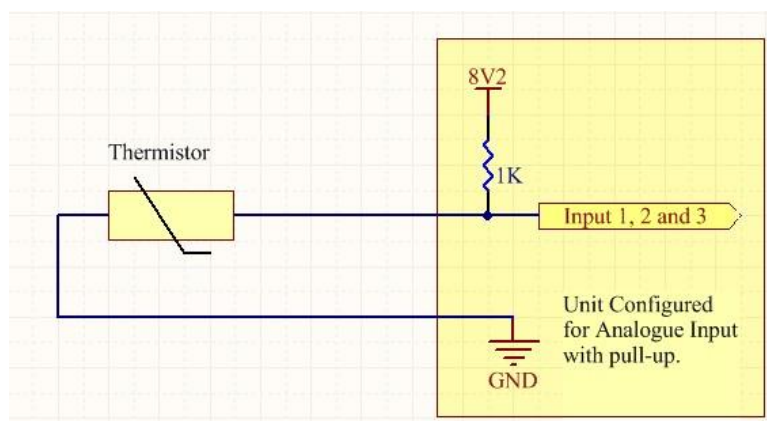 8V2
Thermistor
1K
Input 1, 2 and 3
Unit Configured
for Analogue Input
with pull-up.
GND